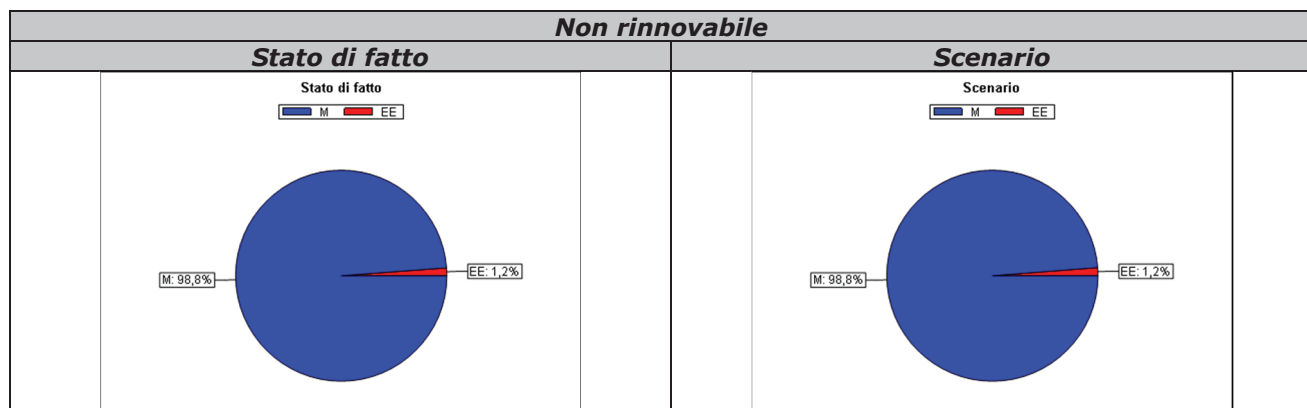 Non rinnovabile
Stato di fatto
Scenario
Stato di fatto
M EE
M: 98,8%
EE: 1,2%
Scenario
M EE
M: 98,8%
EE: 1,2%